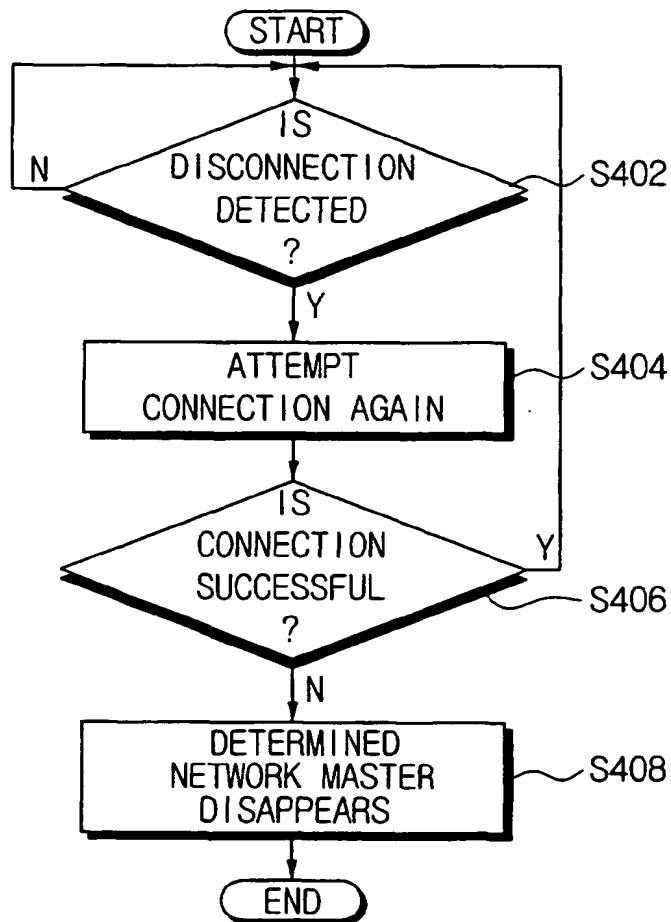 START
IS
DISCONNECTION
DETECTED
?
N
S402
Y
ATTEMPT
CONNECTION AGAIN
S404
IS
CONNECTION
SUCCESSFUL
?
Y
S406
N
DETERMINED
NETWORK MASTER
DISAPPEARS
S408
END